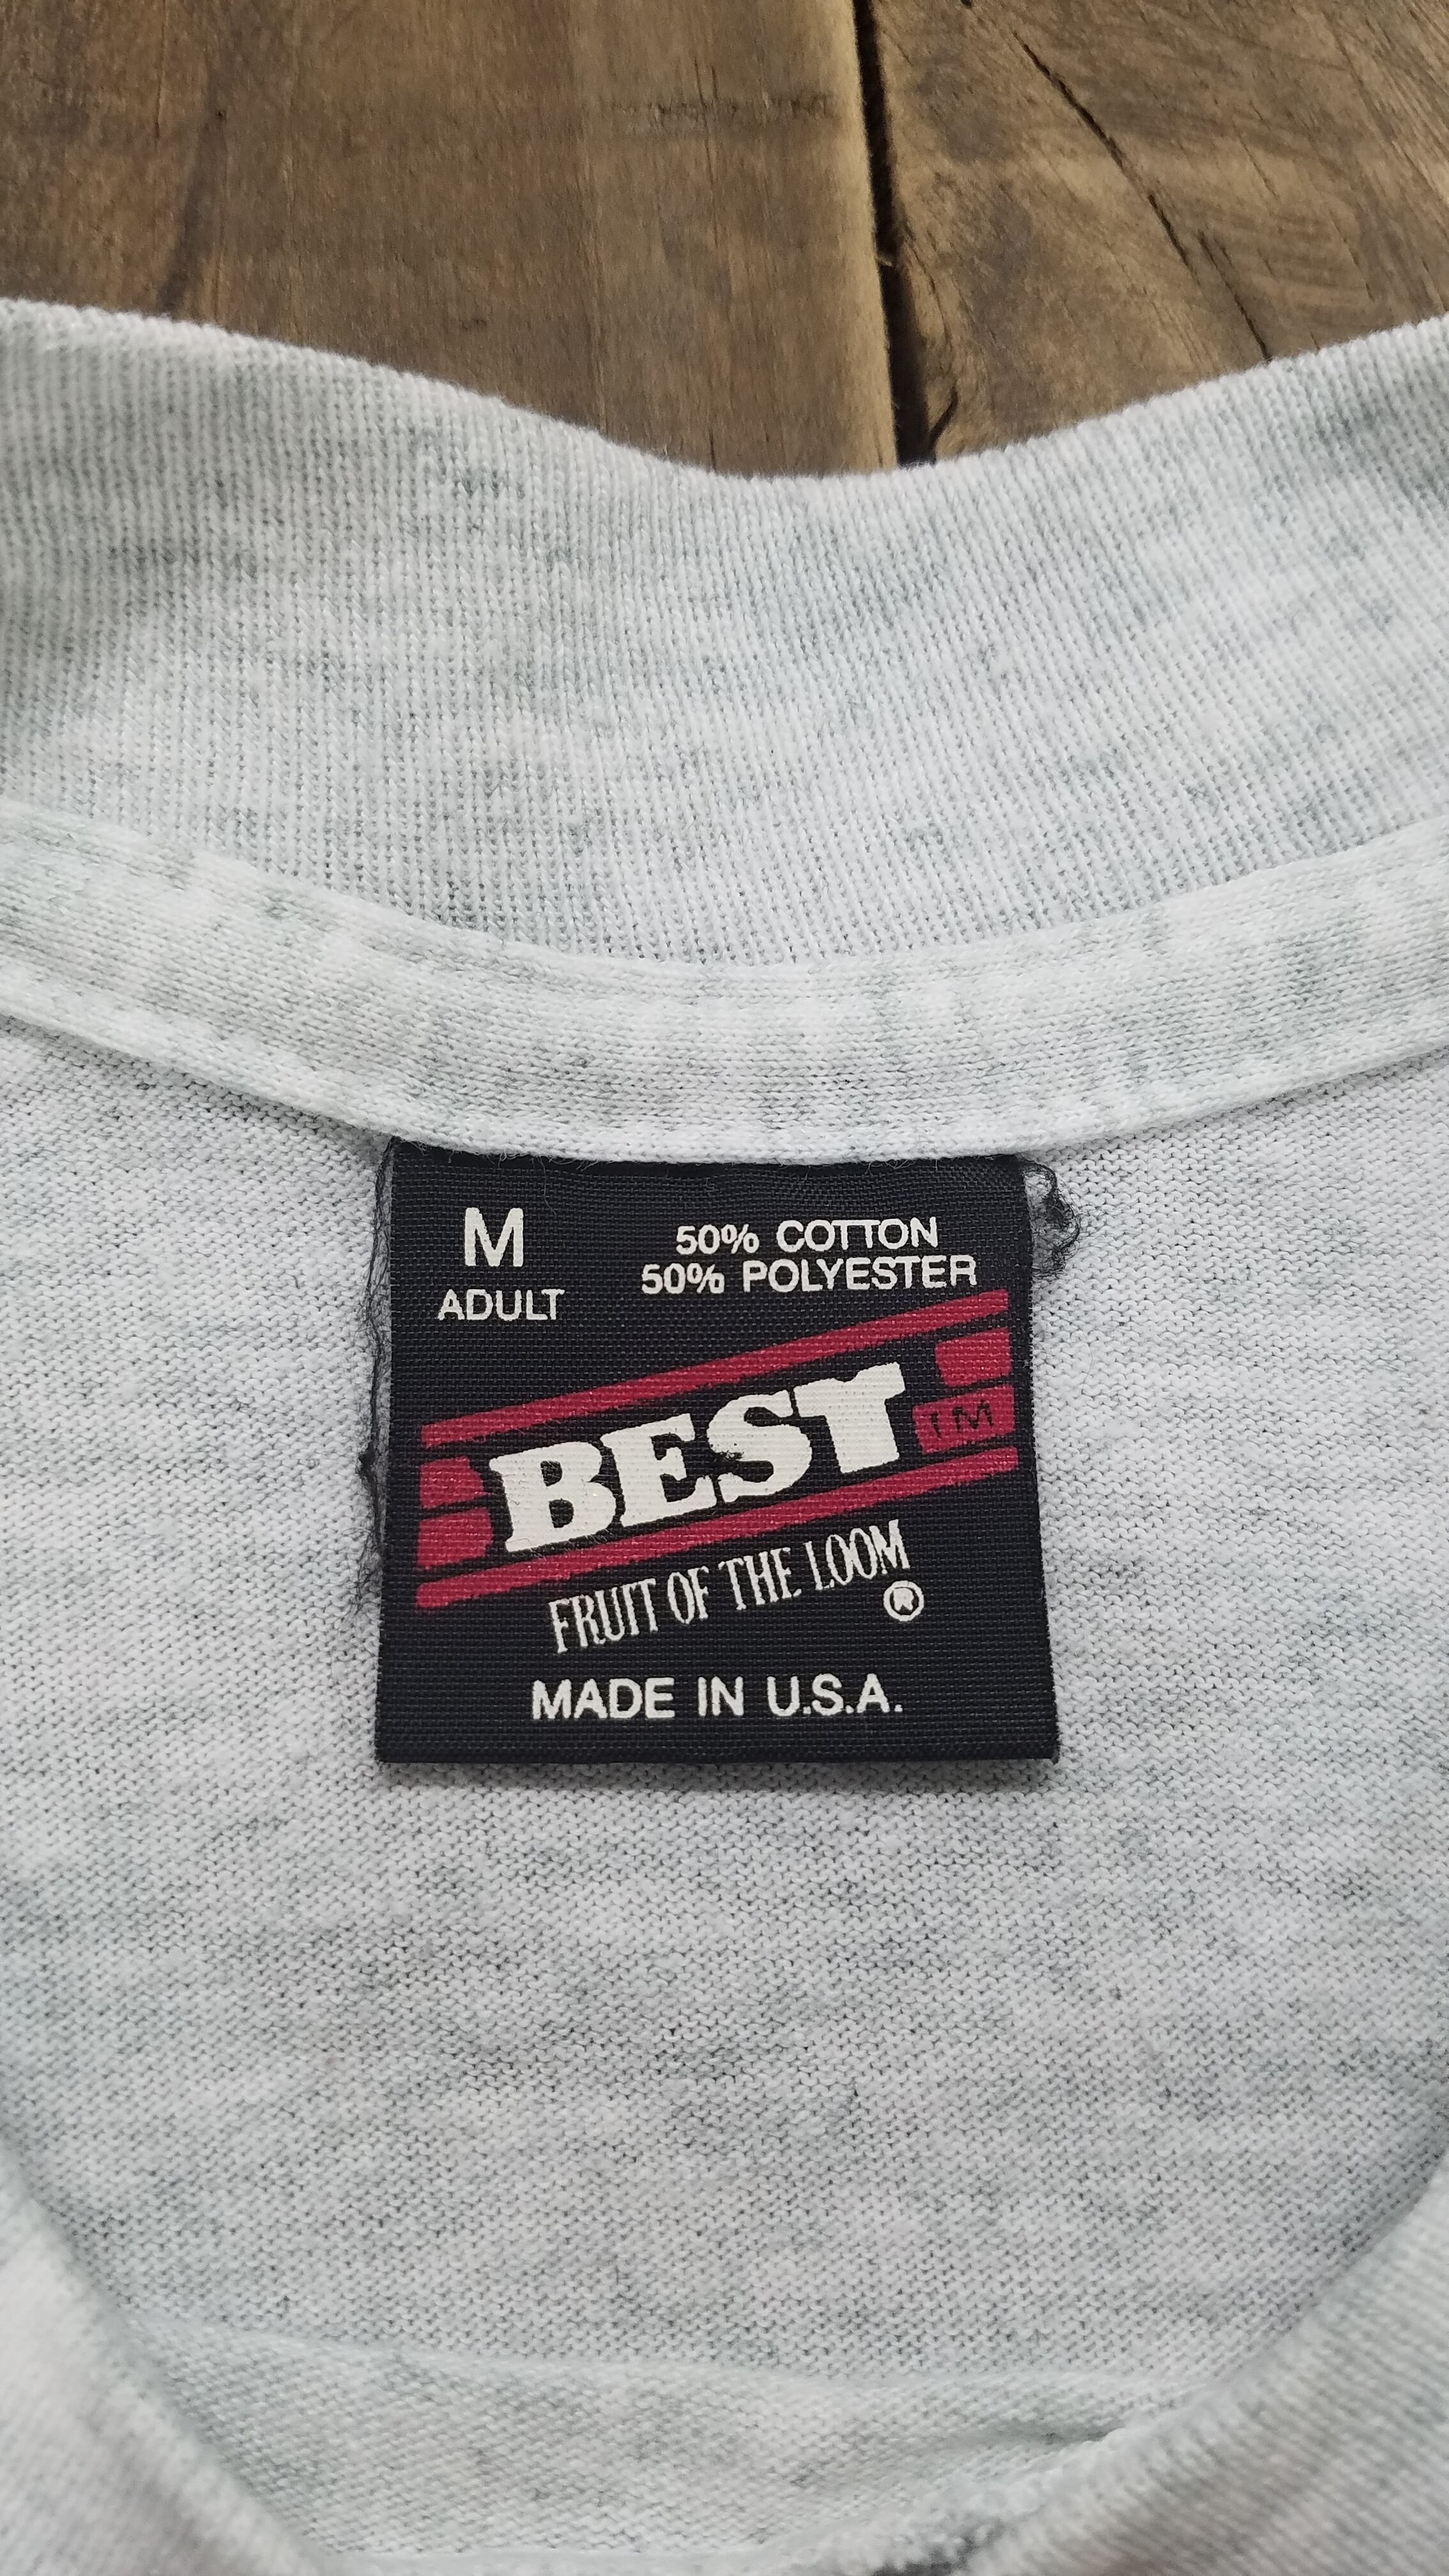 M
ADULT
50% COTTON
50% POLYESTER
BEST TM
FRUIT OF THE LOOM
®
MADE IN U.S.A.